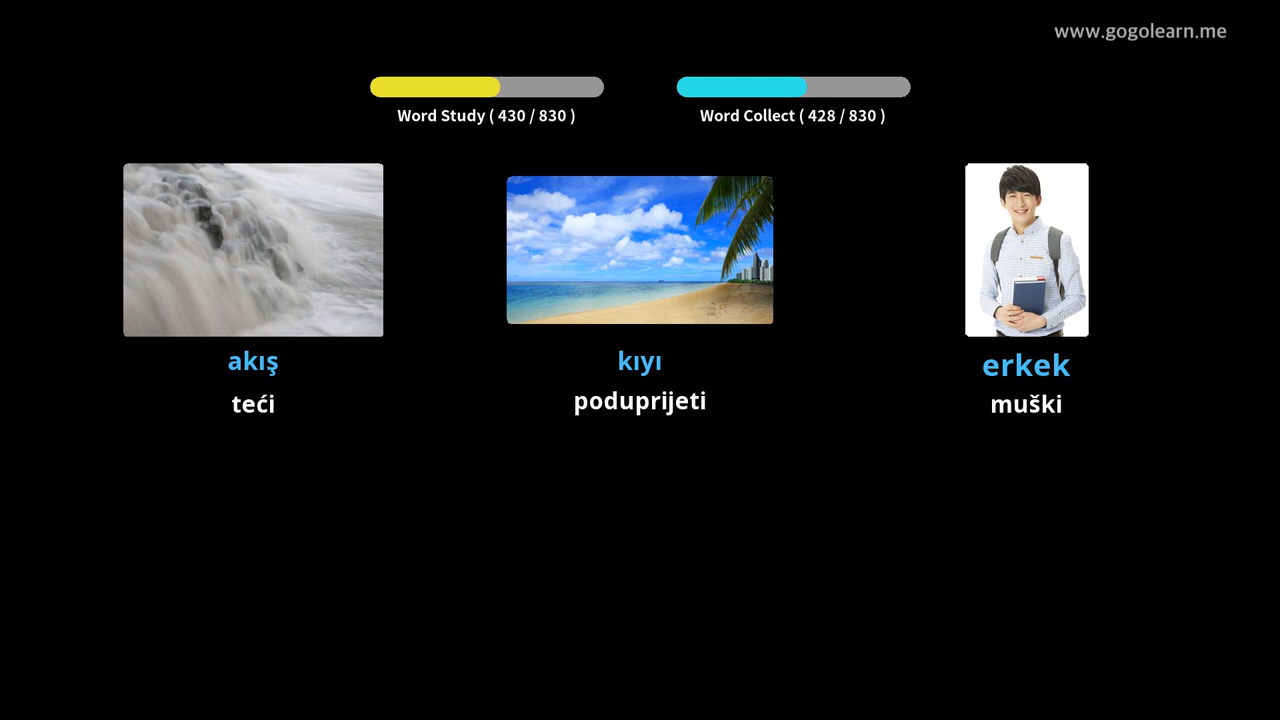 www.gogolearn.me
Word Study ( 430 / 830 )
Word Collect ( 428 / 830 )
akış
kıyı
erkek
teći
poduprijeti
muški